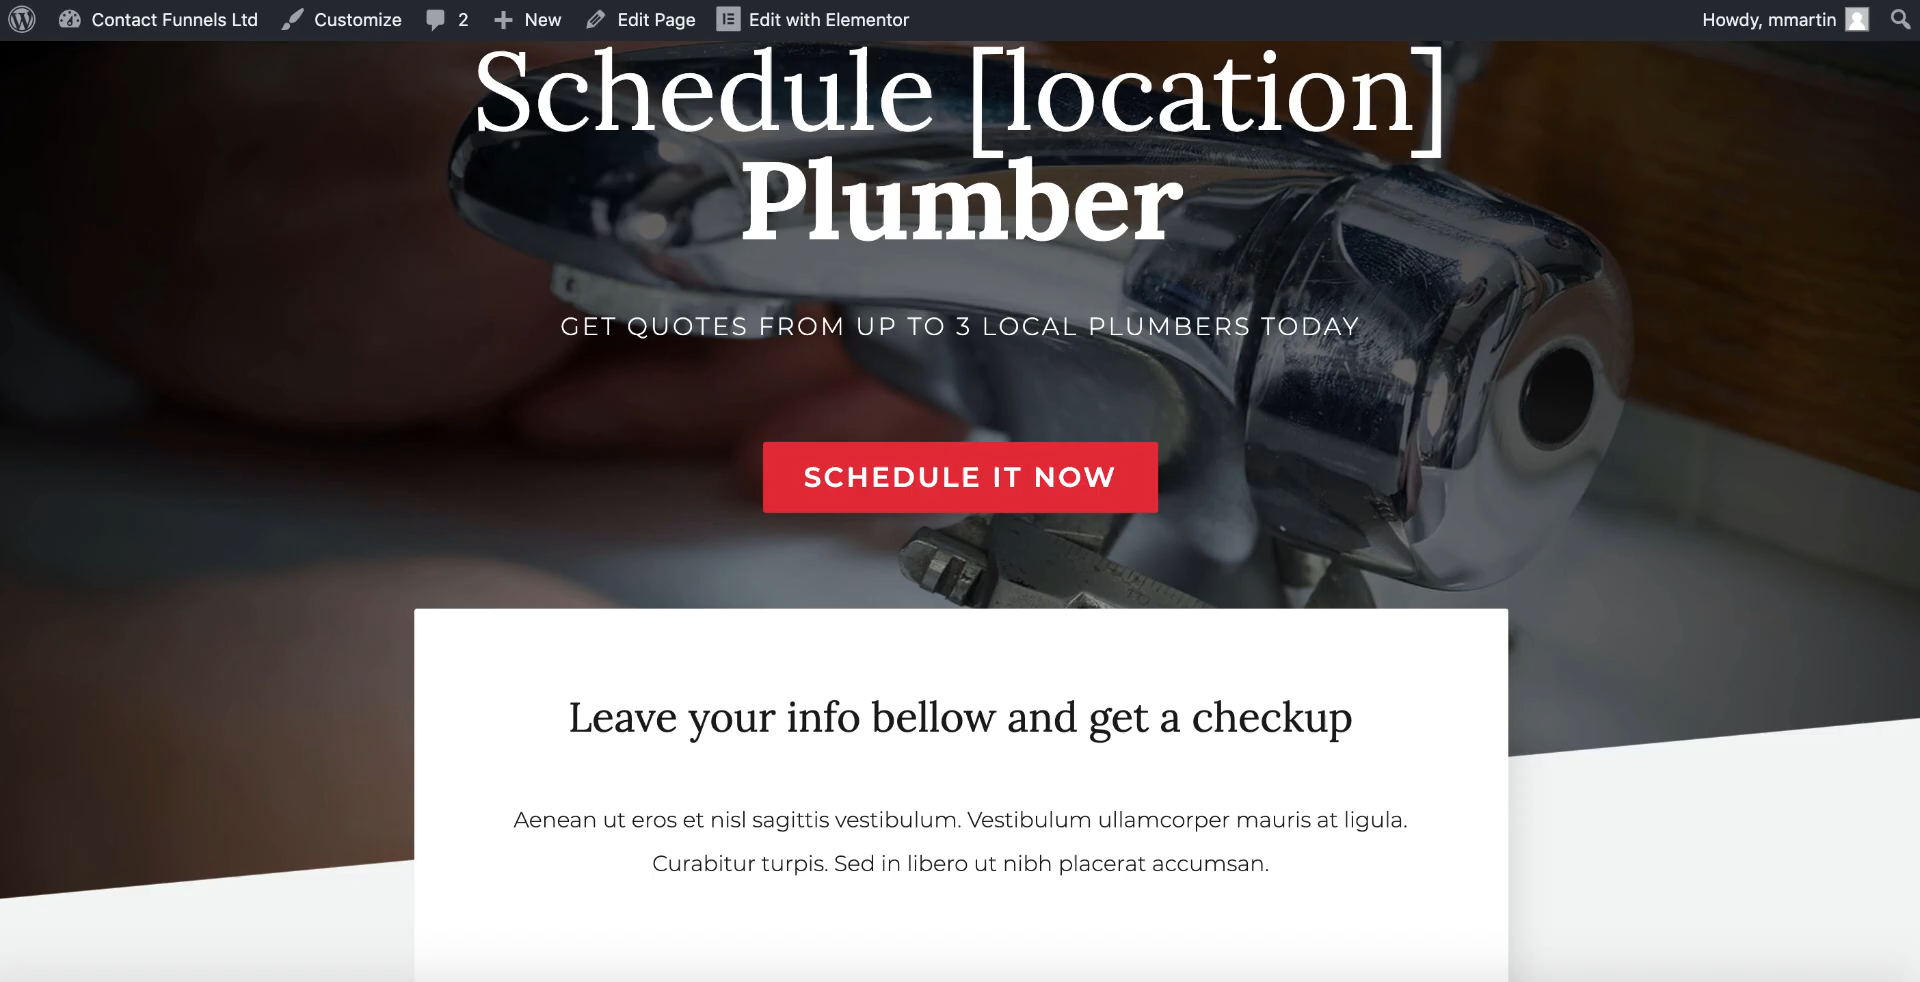 Contact Funnels Ltd Customize 2 New Edit Page Edit with Elementor Howdy, mmartin
Schedule [location]
Plumber
GET QUOTES FROM UP TO 3 LOCAL PLUMBERS TODAY
SCHEDULE IT NOW
Leave your info bellow and get a checkup
Aenean ut eros et nisl sagittis vestibulum. Vestibulum ullamcorper mauris at ligula.
Curabitur turpis. Sed in libero ut nibh placerat accumsan.